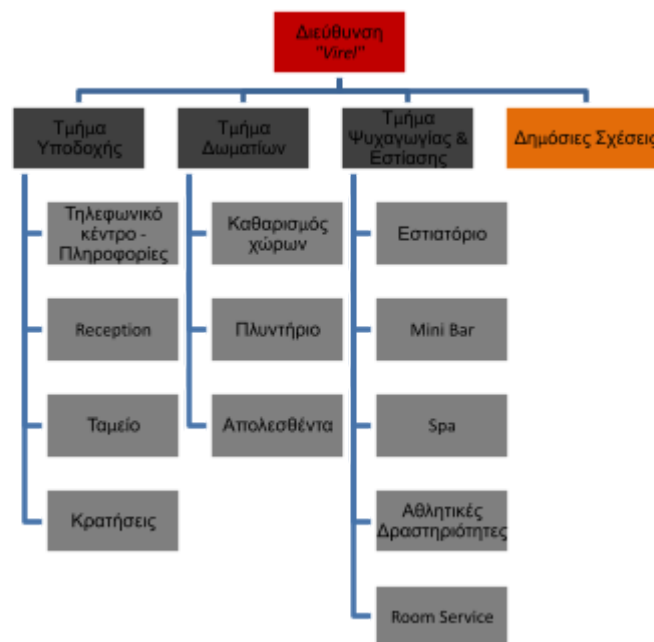 Διεύθυνση
"Virel"
Τμήμα
Υποδοχής
Τμήμα
Δωματίων
Τμήμα
Ψυχαγωγίας &
Εστίασης
Δημόσιες Σχέσεις
Τηλεφωνικό
κέντρο -
Πληροφορίες
Reception
Ταμείο
Κρατήσεις
Καθαρισμός
χώρων
Πλυντήριο
Απολεσθέντα
Εστιατόριο
Mini Bar
Spa
Αθλητικές
Δραστηριότητες
Room Service